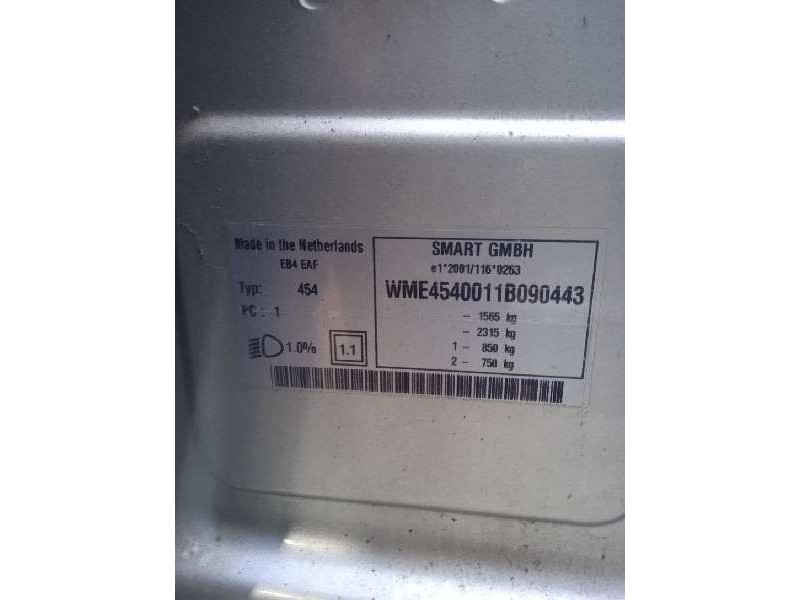 Made in the Netherlands
EB4 EAF
Typ: 454
PC: 1
1.0%
1.1
SMART GMBH
e1*2001/116*0263
WME4540011B090443
- 1565 kg
- 2315 kg
1 - 850 kg
2 - 750 kg